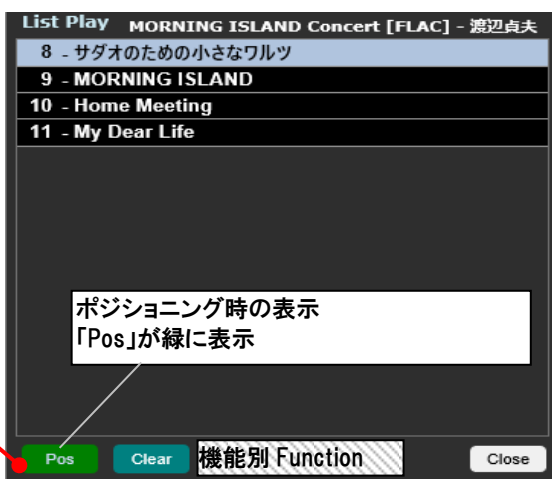 List Play MORNING ISLAND Concert [FLAC] - 渡辺貞夫
8 - サダオのための小さなワルツ
9 - MORNING ISLAND
10 - Home Meeting
11 - My Dear Life
ポジショニング時の表示
「Pos」が緑に表示
Pos Clear 機能別 Function Close